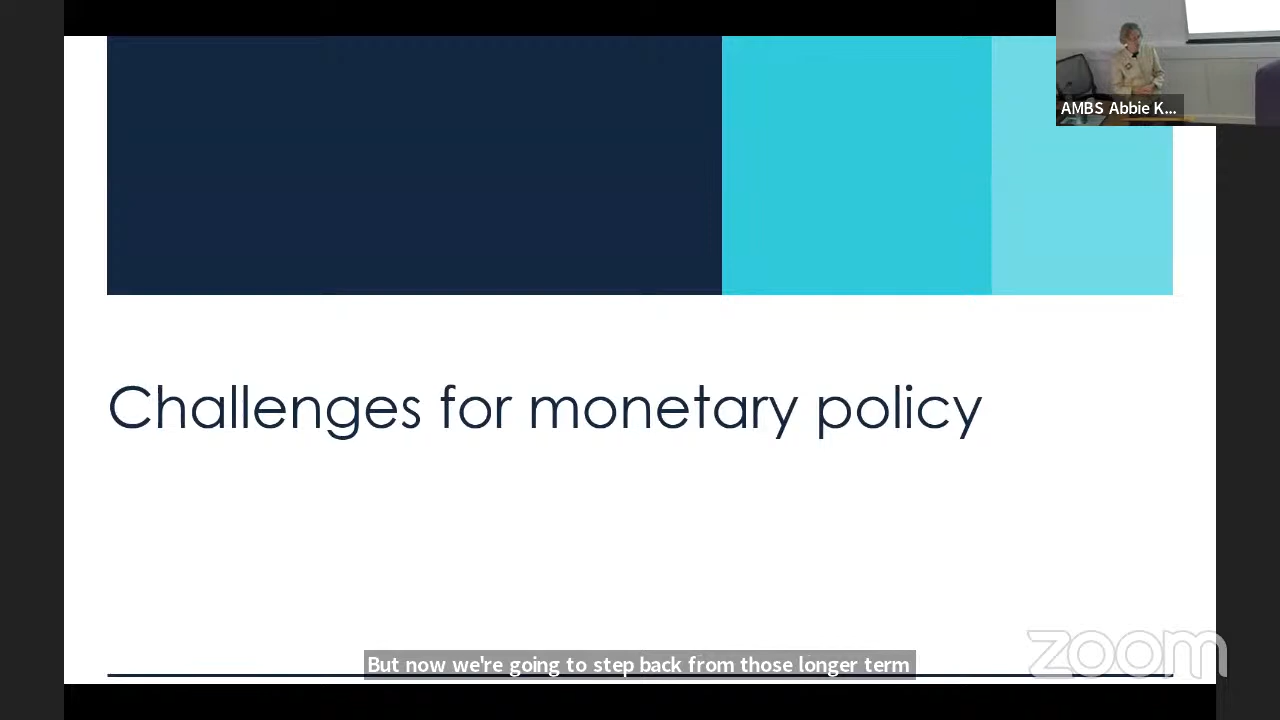 AMBS Abbie K...
Challenges for monetary policy
But now we're going to step back from those longer term
zoom